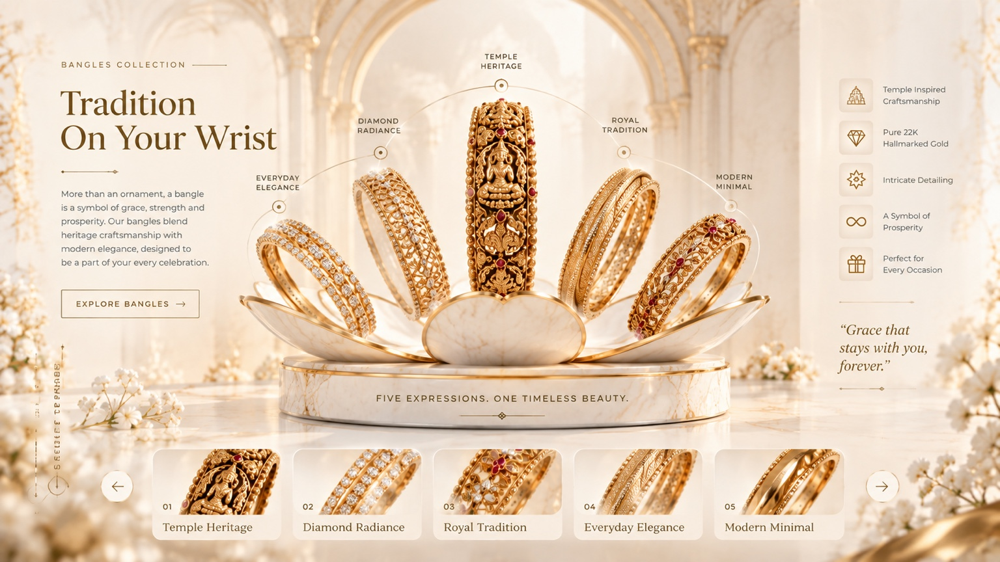 BANGLES COLLECTION
Tradition
On Your Wrist
More than an ornament, a bangle
is a symbol of grace, strength and
prosperity. Our bangles blend
heritage craftsmanship with
modern elegance, designed to
be a part of your every celebration.
EXPLORE BANGLES →
EVERYDAY
ELEGANCE
DIAMOND
RADIANCE
TEMPLE
HERITAGE
ROYAL
TRADITION
MODERN
MINIMAL
Temple Inspired
Craftsmanship
Pure 22K
Hallmarked Gold
Intricate Detailing
A Symbol of
Prosperity
Perfect for
Every Occasion
“Grace that
stays with you,
forever.”
FIVE EXPRESSIONS. ONE TIMELESS BEAUTY.
01
Temple Heritage
02
Diamond Radiance
03
Royal Tradition
04
Everyday Elegance
05
Modern Minimal